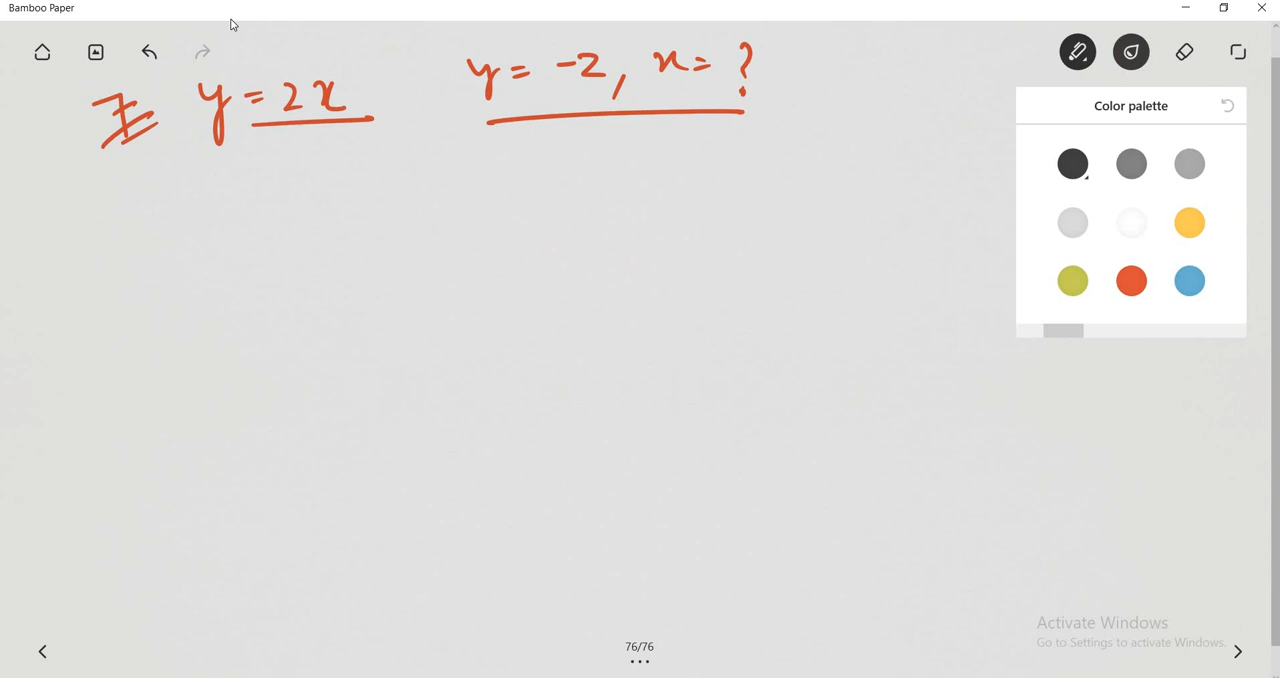 Bamboo Paper
y = -2, x = ?
y = 2x
Color palette
Activate Windows
Go to Settings to activate Windows.
76/76